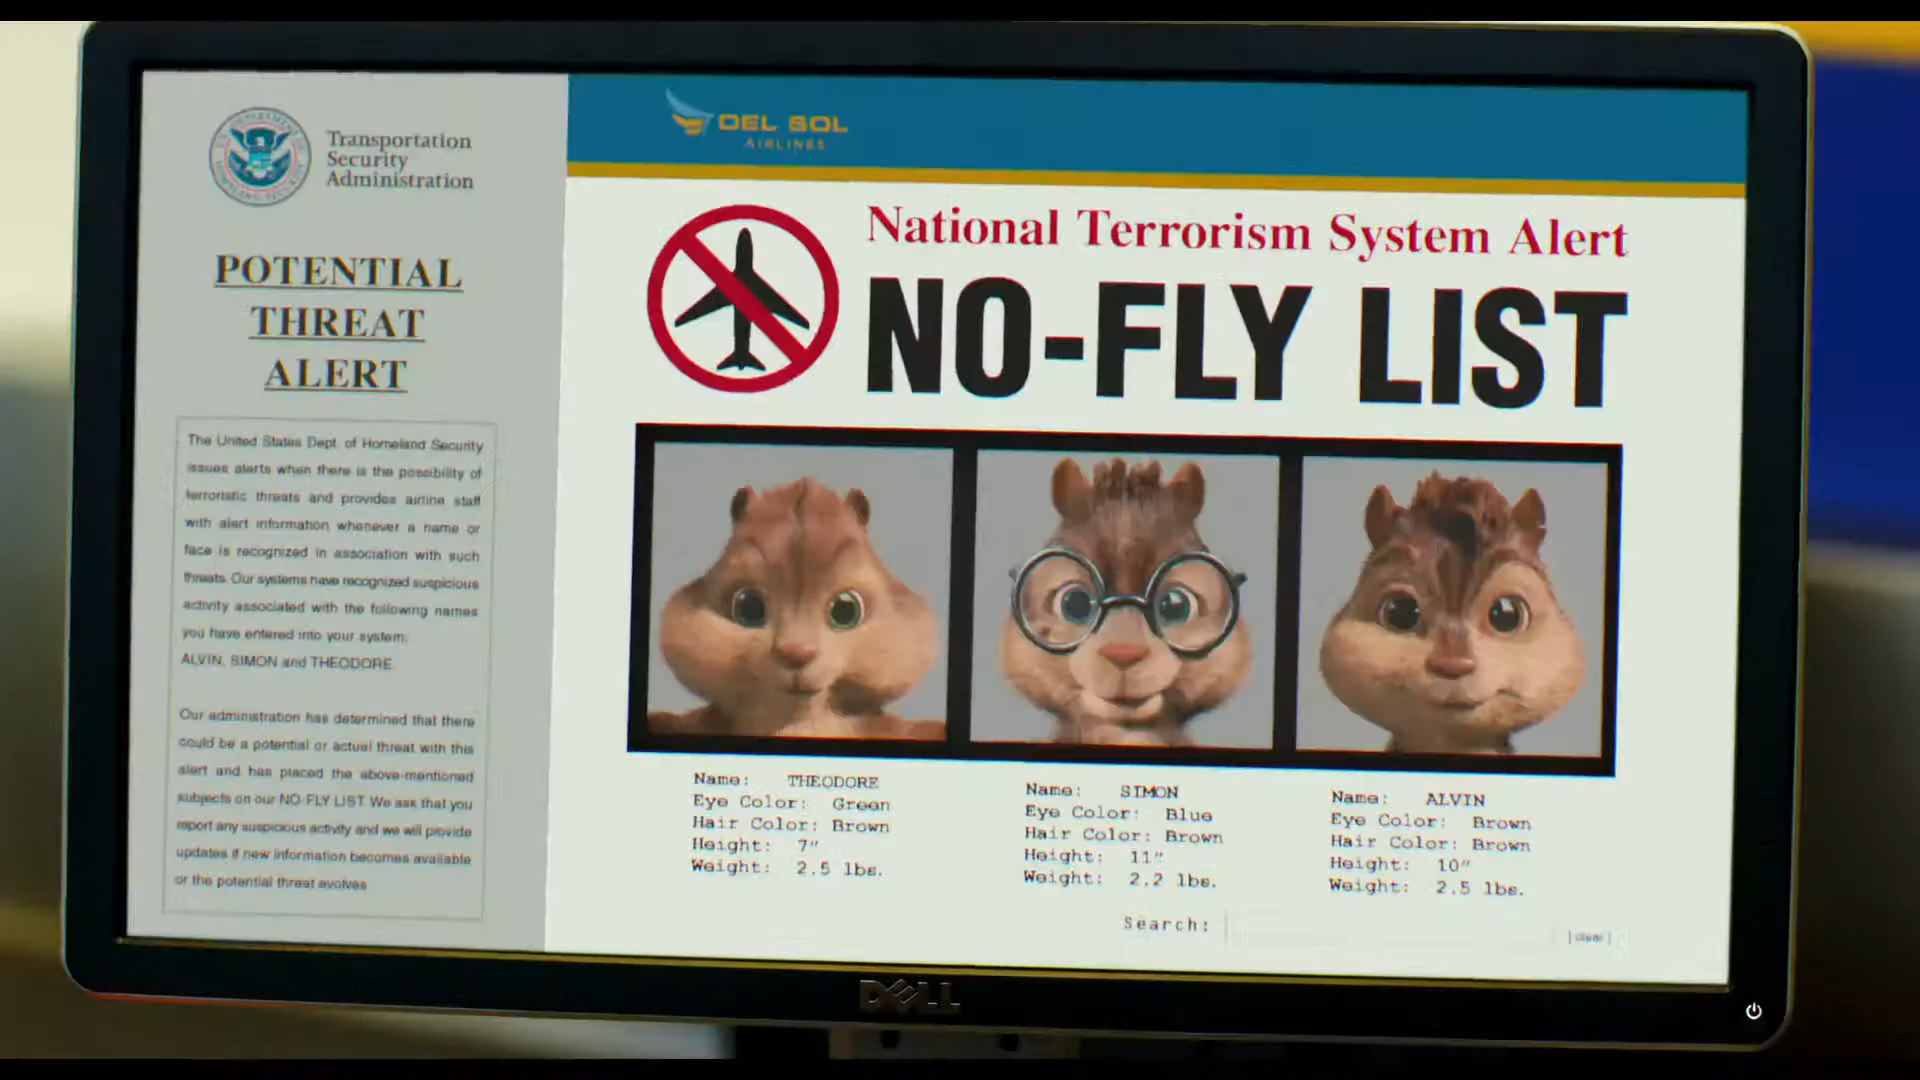 Transportation
Security
Administration
POTENTIAL
THREAT
ALERT
The United States Dept. of Homeland Security
issues alerts when there is the possibility of
terroristic threats and provides airline staff
with alert information whenever a name or
face is recognized in association with such
threats. Our systems have recognized suspicious
activity associated with the following names
you have entered into your system:
ALVIN, SIMON and THEODORE.
Our administration has determined that there
could be a potential or actual threat with this
alert and has placed the above-mentioned
subjects on our NO-FLY LIST. We ask that you
report any suspicious activity and we will provide
updates if new information becomes available
or the potential threat evolves
DEL SOL
AIRLINES
National Terrorism System Alert
NO-FLY LIST
Name: THEODORE
Eye Color: Green
Hair Color: Brown
Height: 7"
Weight: 2.5 lbs.
Name: SIMON
Eye Color: Blue
Hair Color: Brown
Height: 11"
Weight: 2.2 lbs.
Name: ALVIN
Eye Color: Brown
Hair Color: Brown
Height: 10"
Weight: 2.5 lbs.
Search:
DELL